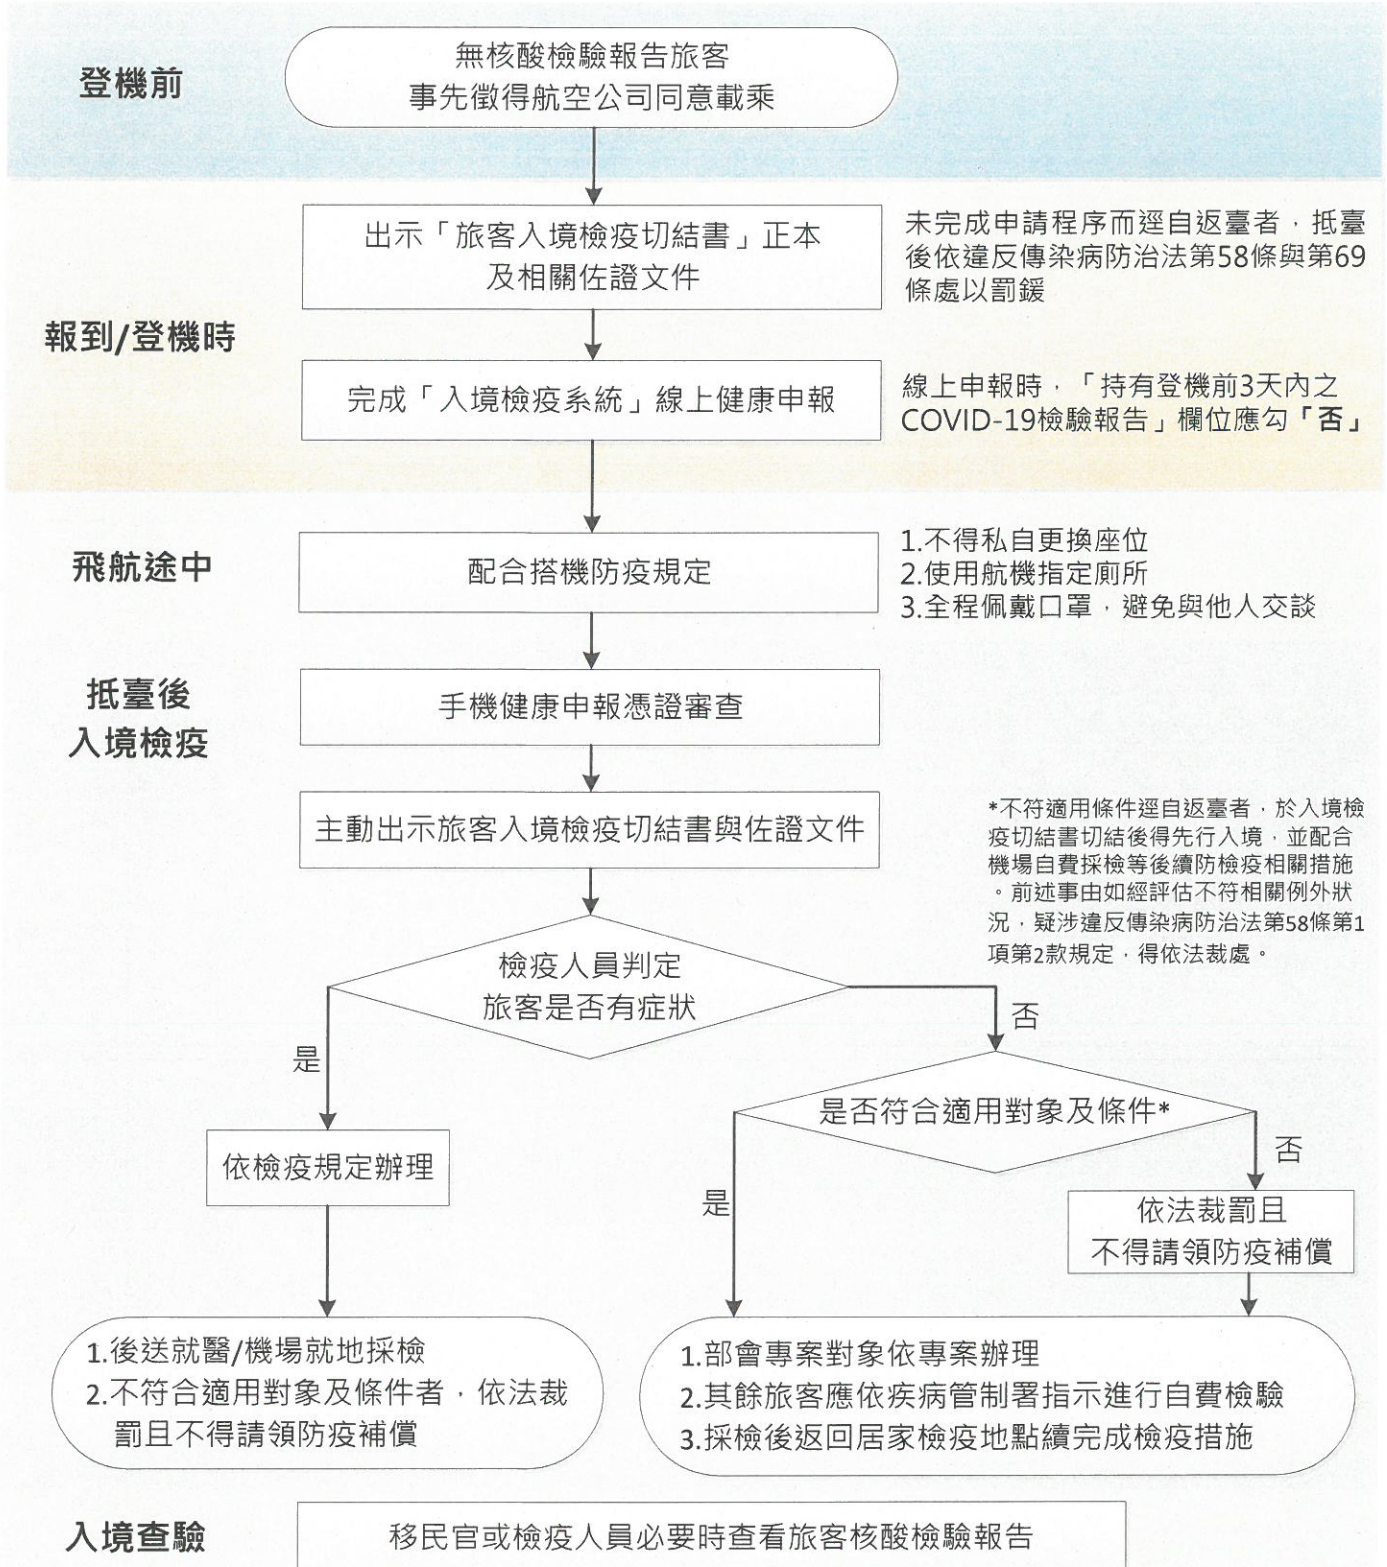 登機前
無核酸檢驗報告旅客
事先徵得航空公司同意載乘
報到/登機時
出示「旅客入境檢疫切結書」正本
及相關佐證文件
未完成申請程序而逕自返臺者，抵臺
後依違反傳染病防治法第58條與第69
條處以罰鍰
完成「入境檢疫系統」線上健康申報
線上申報時，「持有登機前3天內之
COVID-19檢驗報告」欄位應勾「否」
飛航途中
配合搭機防疫規定
1.不得私自更換座位
2.使用航機指定廁所
3.全程佩戴口罩，避免與他人交談
抵臺後
入境檢疫
手機健康申報憑證審查
主動出示旅客入境檢疫切結書與佐證文件
*不符適用條件逕自返臺者，於入境檢
疫切結書切結後得先行入境，並配合
機場自費採檢等後續防檢疫相關措施
。前述事由如經評估不符相關例外狀
況，疑涉違反傳染病防治法第58條第1
項第2款規定，得依法裁處。
檢疫人員判定
旅客是否有症狀
是
否
是否符合適用對象及條件*
依檢疫規定辦理
是
否
依法裁罰且
不得請領防疫補償
1.後送就醫/機場就地採檢
2.不符合適用對象及條件者，依法裁
罰且不得請領防疫補償
1.部會專案對象依專案辦理
2.其餘旅客應依疾病管制署指示進行自費檢驗
3.採檢後返回居家檢疫地點續完成檢疫措施
入境查驗
移民官或檢疫人員必要時查看旅客核酸檢驗報告